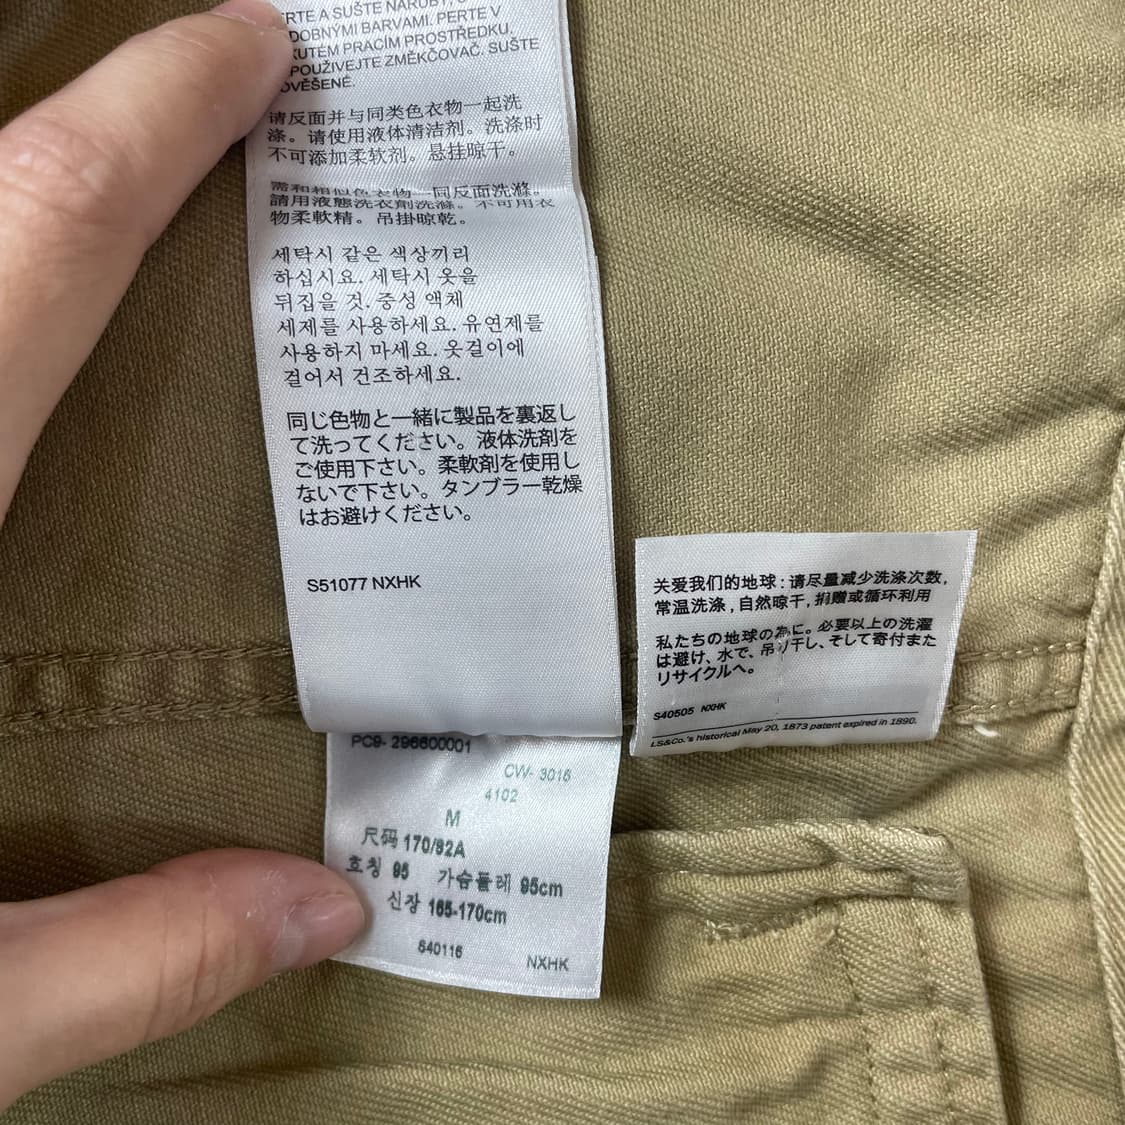 ERTE A SUŠTE NARUBY, S
DOBNÝMI BARVAMI. PERTE V
KUTEM PRACÍM PROSTŘEDKU.
POUŽIVEJTE ZMĚKČOVAČ. SUŠTE
OVĚŠENÉ.
请反面并与同类色衣物一起洗
涤。请使用液体清洁剂。洗涤时
不可添加柔软剂。悬挂晾干。
需和相似色衣物一同反面洗滌。
請用液態洗衣劑洗滌。不可用衣
物柔軟精。吊掛晾乾。
세탁시 같은 색상끼리
하십시요. 세탁시 옷을
뒤집을 것. 중성 액체
세제를 사용하세요. 유연제를
사용하지 마세요. 옷걸이에
걸어서 건조하세요.
同じ色物と一緒に製品を裏返し
て洗ってください。液体洗剤を
ご使用下さい。柔軟剤を使用し
ないで下さい。タンブラー乾燥
はお避けください。
S51077 NXHK
关爱我们的地球：请尽量减少洗涤次数，
常温洗涤，自然晾干，捐赠或循环利用
私たちの地球の為に。必要以上の洗濯
は避け、水で、吊り干し、そして寄付また
リサイクルへ。
S40505 NXHK
LS&Co.'s historical May 20, 1873 patent expired in 1890.
PC9- 296600001
CW- 3015
4102
M
尺码 170/92A
호칭 95 가슴둘레 95cm
신장 165-170cm
S40116 NXHK